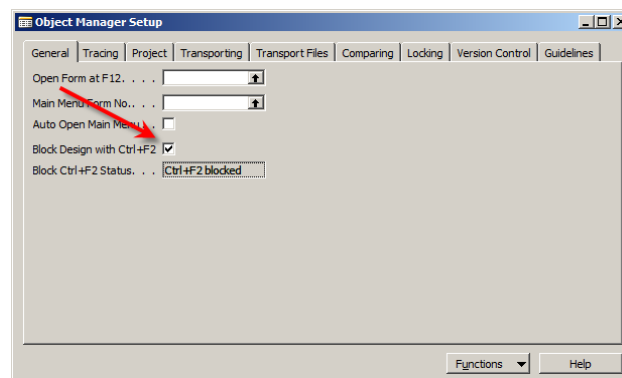 Object Manager Setup
General Tracing Project Transporting Transport Files Comparing Locking Version Control Guidelines
Open Form at F12. . . .
Main Menu Form No.. . .
Auto Open Main Menu . .
Block Design with Ctrl+F2
Block Ctrl+F2 Status. . . Ctrl+F2 blocked
Functions Help